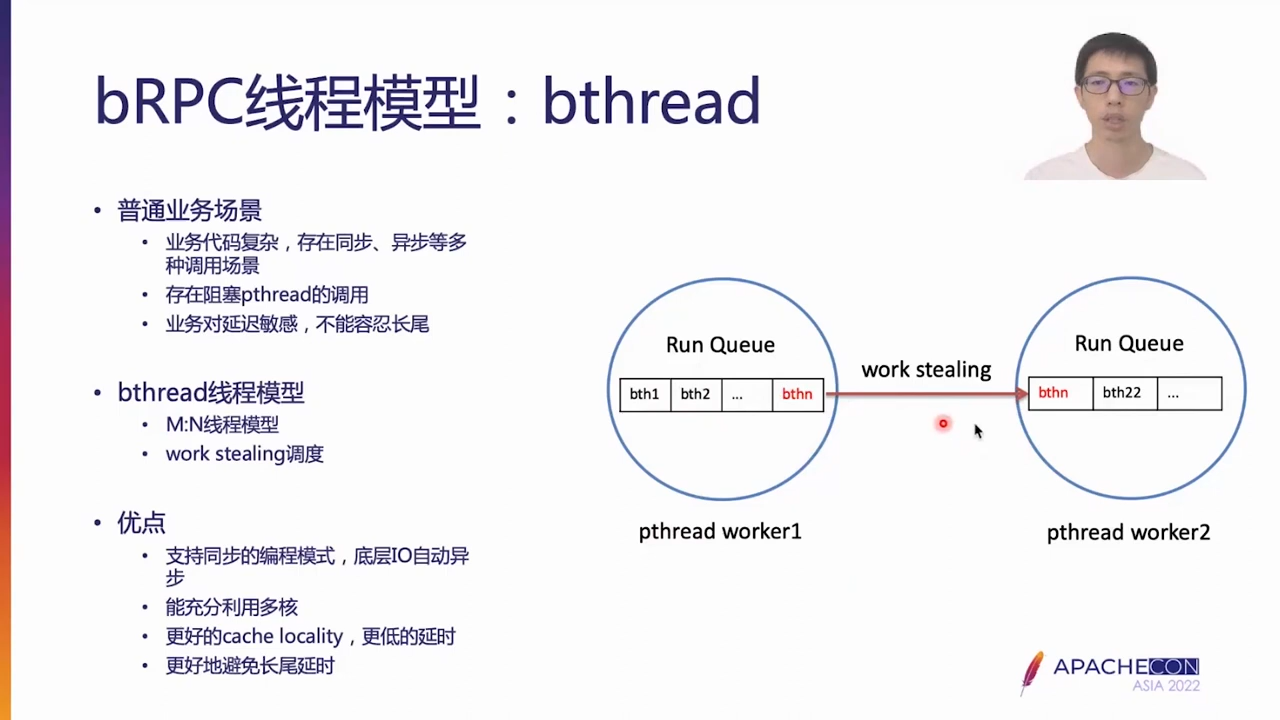 bRPC线程模型：bthread
• 普通业务场景
• 业务代码复杂，存在同步、异步等多
种调用场景
• 存在阻塞pthread的调用
• 业务对延迟敏感，不能容忍长尾
• bthread线程模型
• M:N线程模型
• work stealing调度
• 优点
• 支持同步的编程模式，底层IO自动异
步
• 能充分利用多核
• 更好的cache locality，更低的延时
• 更好地避免长尾延时
Run Queue
bth1 bth2 ... bthn
pthread worker1
work stealing
Run Queue
bthn bth22 ...
pthread worker2
APACHECON
ASIA 2022